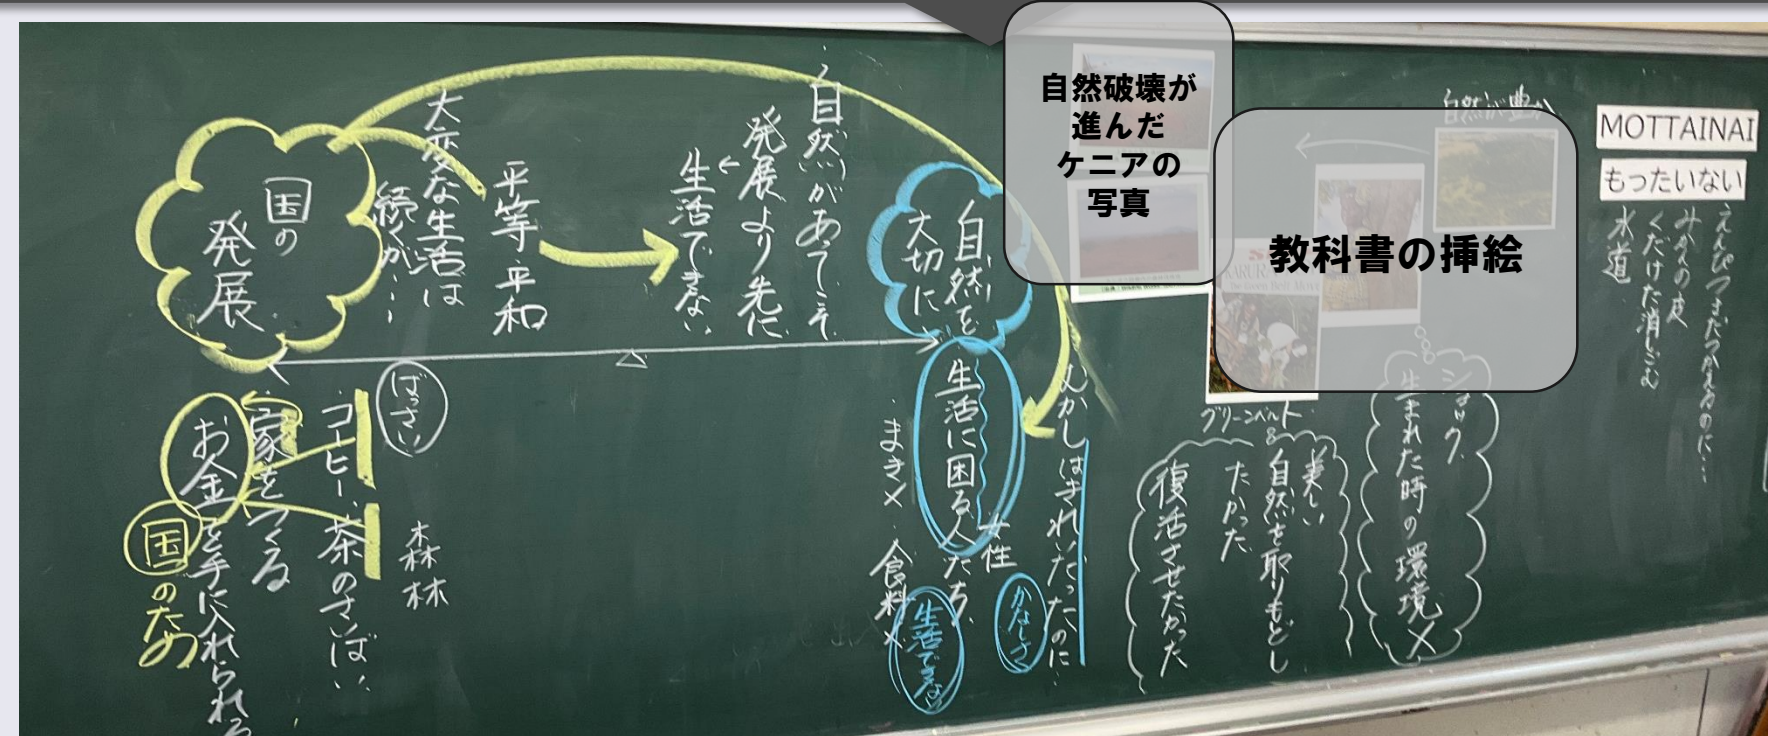 MOTTAINAI
もったいない
えんぴつまだつかえるのに…
みかんの皮
くだけた消しゴム
水道
自然が豊か
自然破壊が
進んだ
ケニアの
写真
教科書の挿絵
ショック
生まれた時の環境×
グリーンベルト
美しい
自然を取りもどし
たかった
復活させたかった
むかしはきれいだったのに…
かなしさ
自然を
大切に
生活に困る人たち
女性
・まき×
・食料×
生活できない
・自然があってこそ
発展より先に
生活できない
平等・平和
大変な生活は
続くが…
国の
発展
ばっさい
森林
コーヒー、茶のさいばい
・家をつくる
お金を手に入れられる
国のため